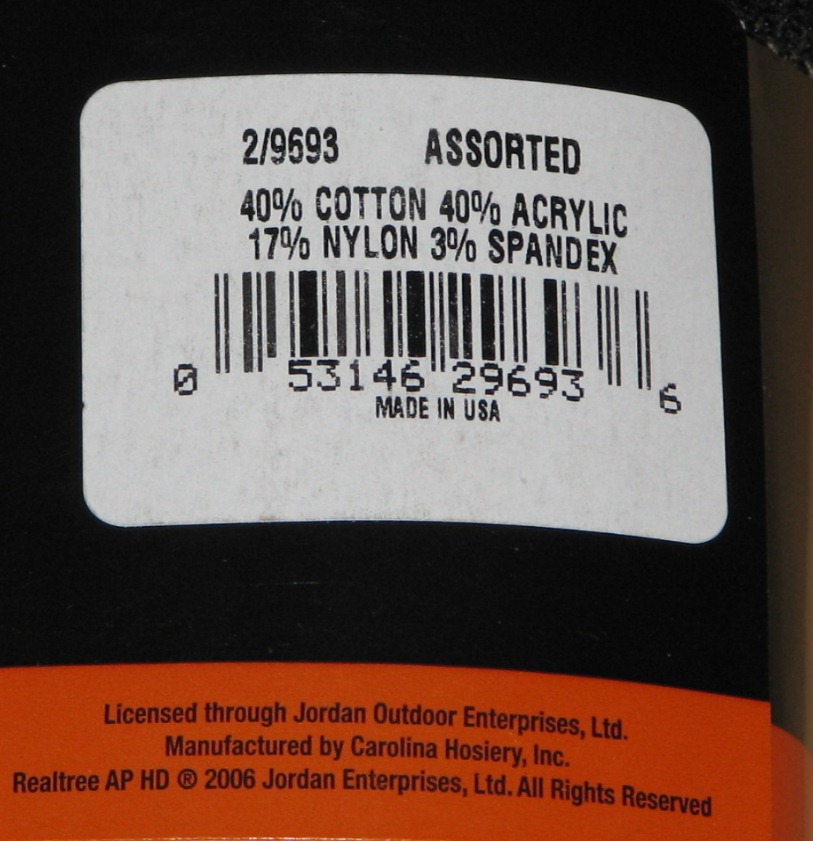 2/9693 ASSORTED
40% COTTON 40% ACRYLIC
17% NYLON 3% SPANDEX
0 53146 29693 6
MADE IN USA
Licensed through Jordan Outdoor Enterprises, Ltd.
Manufactured by Carolina Hosiery, Inc.
Realtree AP HD ® 2006 Jordan Enterprises, Ltd. All Rights Reserved